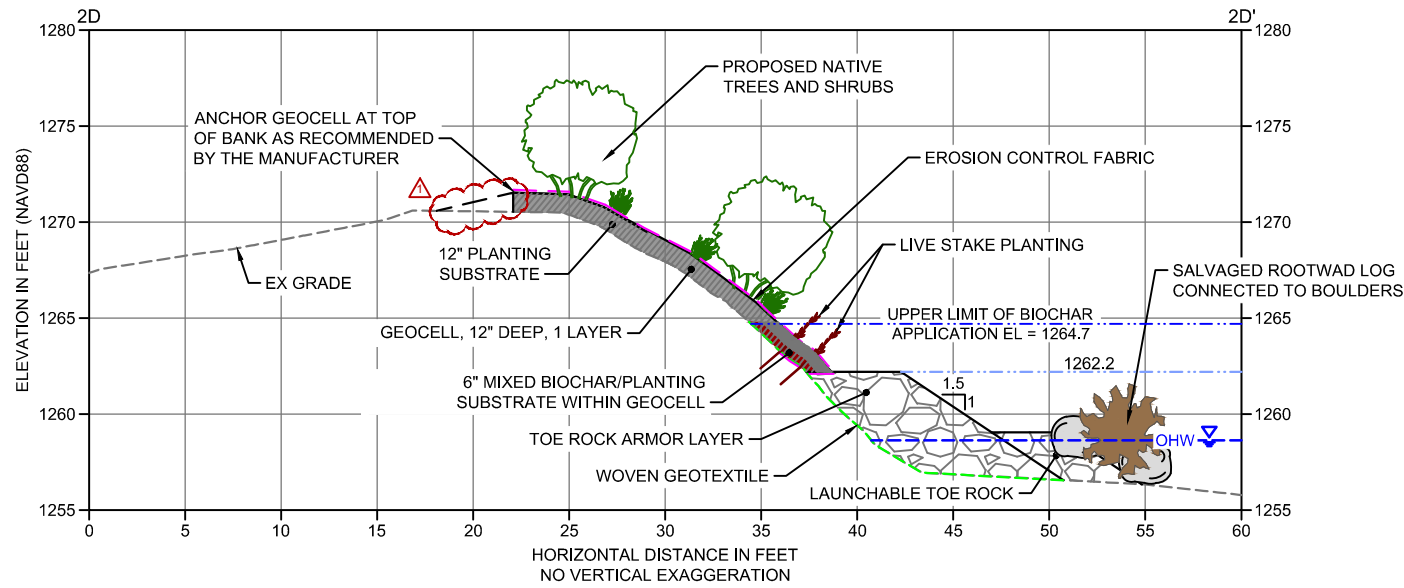 2D
2D'
1280
1275
1270
1265
1260
1255
ELEVATION IN FEET (NAVD88)
1280
1275
1270
1265
1260
1255
PROPOSED NATIVE
TREES AND SHRUBS
ANCHOR GEOCELL AT TOP
OF BANK AS RECOMMENDED
BY THE MANUFACTURER
EROSION CONTROL FABRIC
1
LIVE STAKE PLANTING
12" PLANTING
SUBSTRATE
EX GRADE
SALVAGED ROOTWAD LOG
CONNECTED TO BOULDERS
GEOCELL, 12" DEEP, 1 LAYER
UPPER LIMIT OF BIOCHAR
APPLICATION EL = 1264.7
1262.2
6" MIXED BIOCHAR/PLANTING
SUBSTRATE WITHIN GEOCELL
1.5
1
TOE ROCK ARMOR LAYER
OHW
WOVEN GEOTEXTILE
LAUNCHABLE TOE ROCK
0 5 10 15 20 25 30 35 40 45 50 55 60
HORIZONTAL DISTANCE IN FEET
NO VERTICAL EXAGGERATION